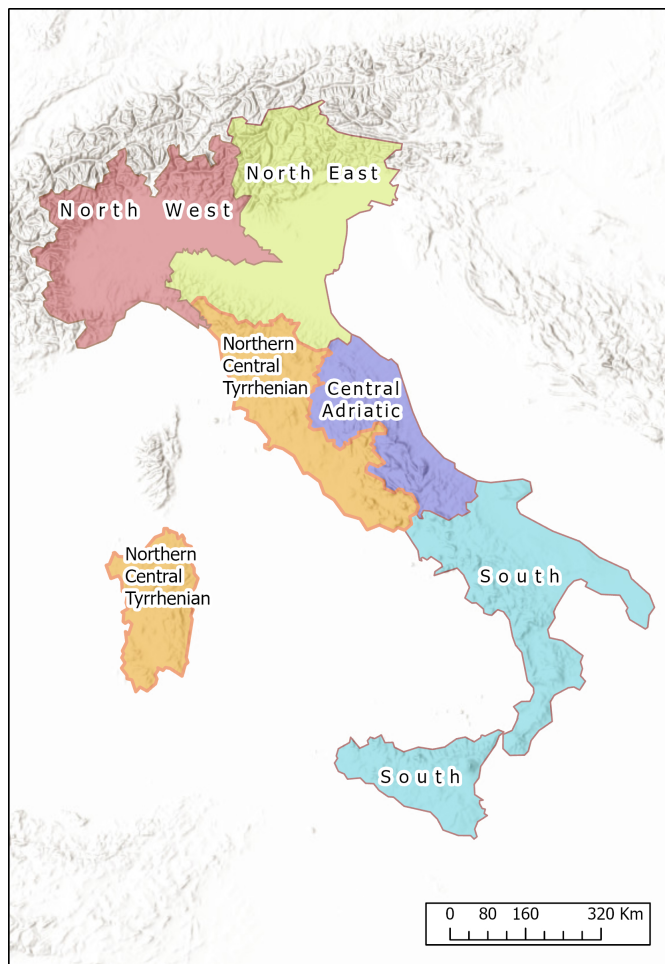 North East
North West
Northern
Central
Tyrrhenian
Central
Adriatic
Northern
Central
Tyrrhenian
South
South
0 80 160 320 Km